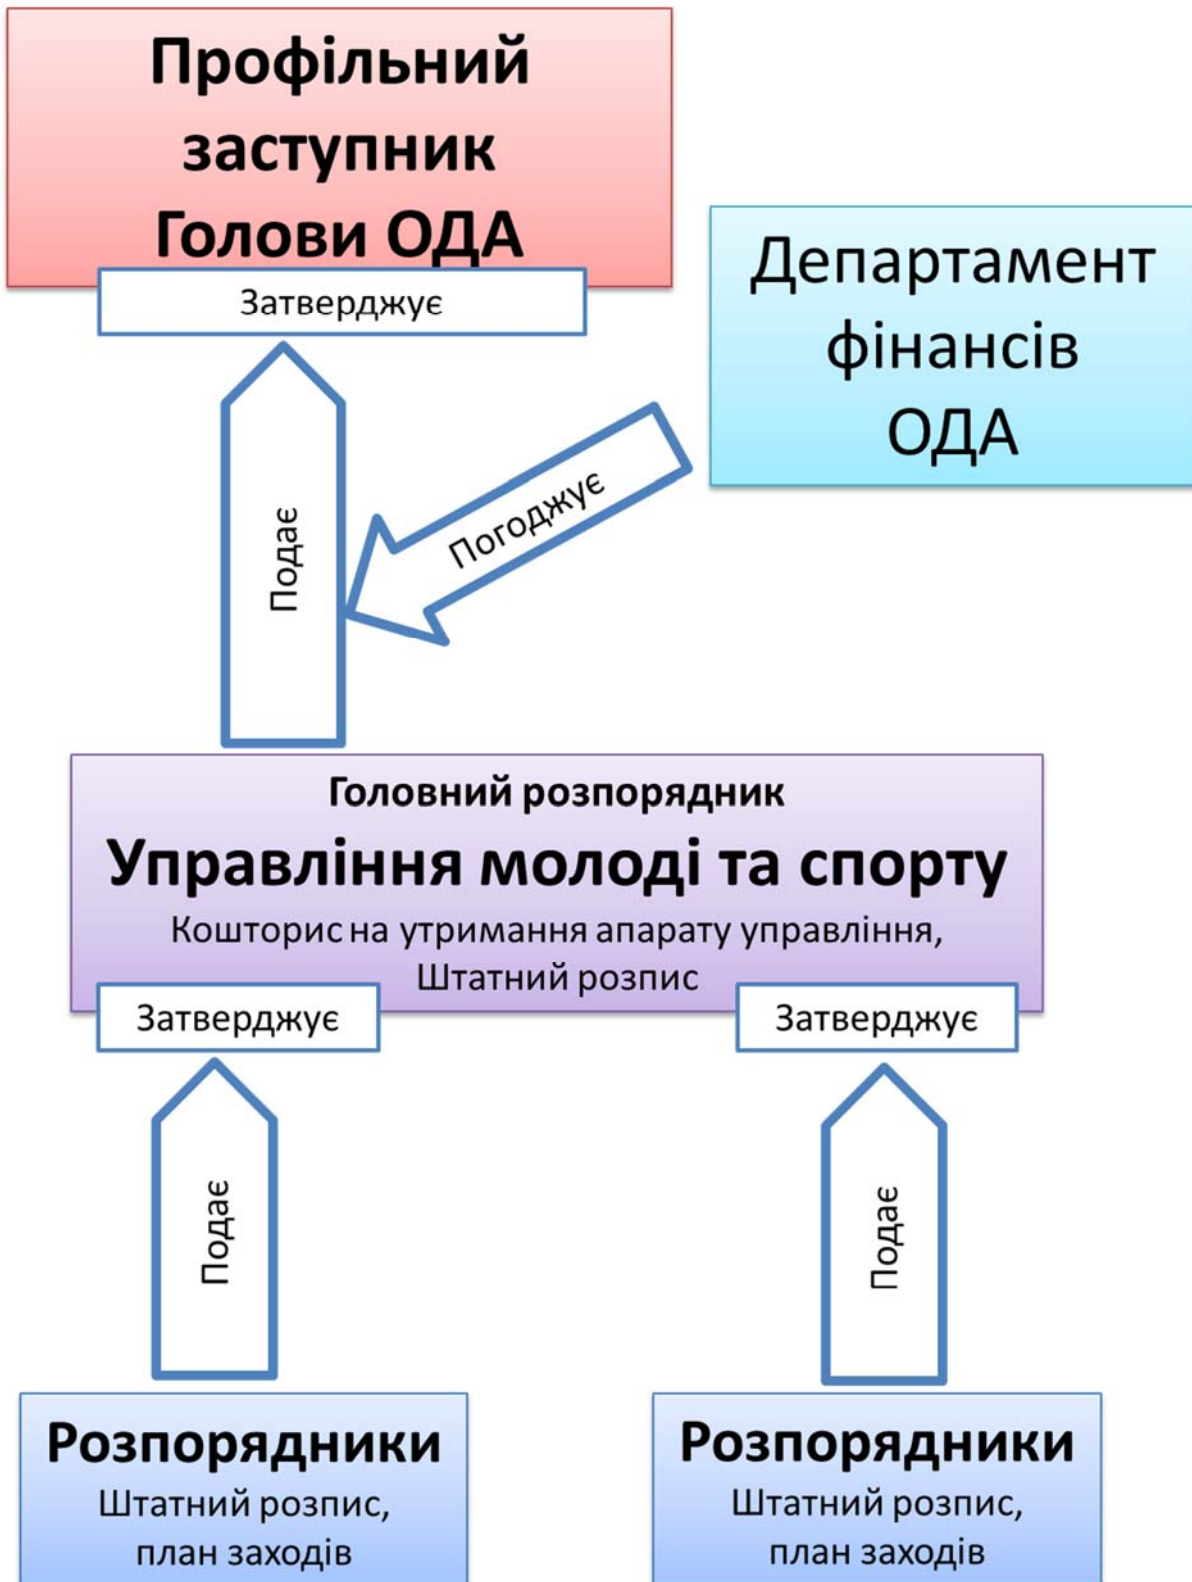 Профільний
заступник
Голови ОДА
Затверджує
Департамент
фінансів
ОДА
Погоджує
Подає
Головний розпорядник
Управління молоді та спорту
Кошторис на утримання апарату управління,
Штатний розпис
Затверджує
Затверджує
Подає
Подає
Розпорядники
Штатний розпис,
план заходів
Розпорядники
Штатний розпис,
план заходів